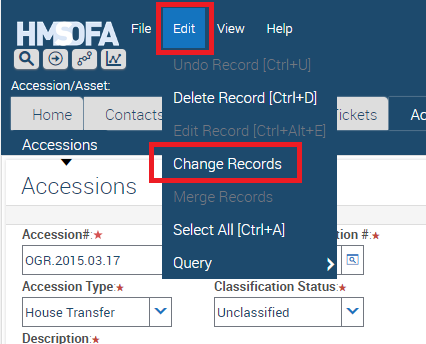 HMSOFA
File Edit View Help
Undo Record [Ctrl+U]
Accession/Asset:
Delete Record [Ctrl+D]
Home Contacts Tickets Ac
Edit Record [Ctrl+Alt+E]
Accessions
Change Records
Accessions
Merge Records
Select All [Ctrl+A]
Accession#:★ ion #:★
OGR.2015.03.17
Query
Accession Type:★ Classification Status:★
House Transfer Unclassified
Description:★